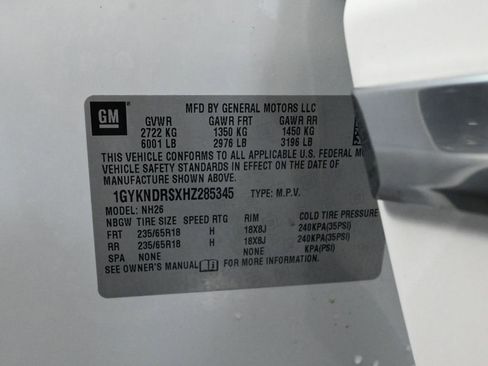 GM
MFD BY GENERAL MOTORS LLC
GVWR GAWR FRT GAWR RR
2722 KG 1350 KG 1450 KG
6001 LB 2976 LB 3196 LB
THIS VEHICLE CONFORMS TO ALL APPLICABLE U.S. FEDERAL
VEHICLE SAFETY STANDARDS IN EFFECT ON THE DATE OF
MANUFACTURE SHOWN ABOVE.
1GYKNDRSXHZ285345 TYPE: M.P.V.
MODEL: NH26
NBGW TIRE SIZE SPEED RTG RIM COLD TIRE PRESSURE
FRT 235/65R18 H 18X8J 240KPA(35PSI)
RR 235/65R18 H 18X8J 240KPA(35PSI)
SPA NONE NONE KPA(PSI)
SEE OWNER'S MANUAL FOR MORE INFORMATION.